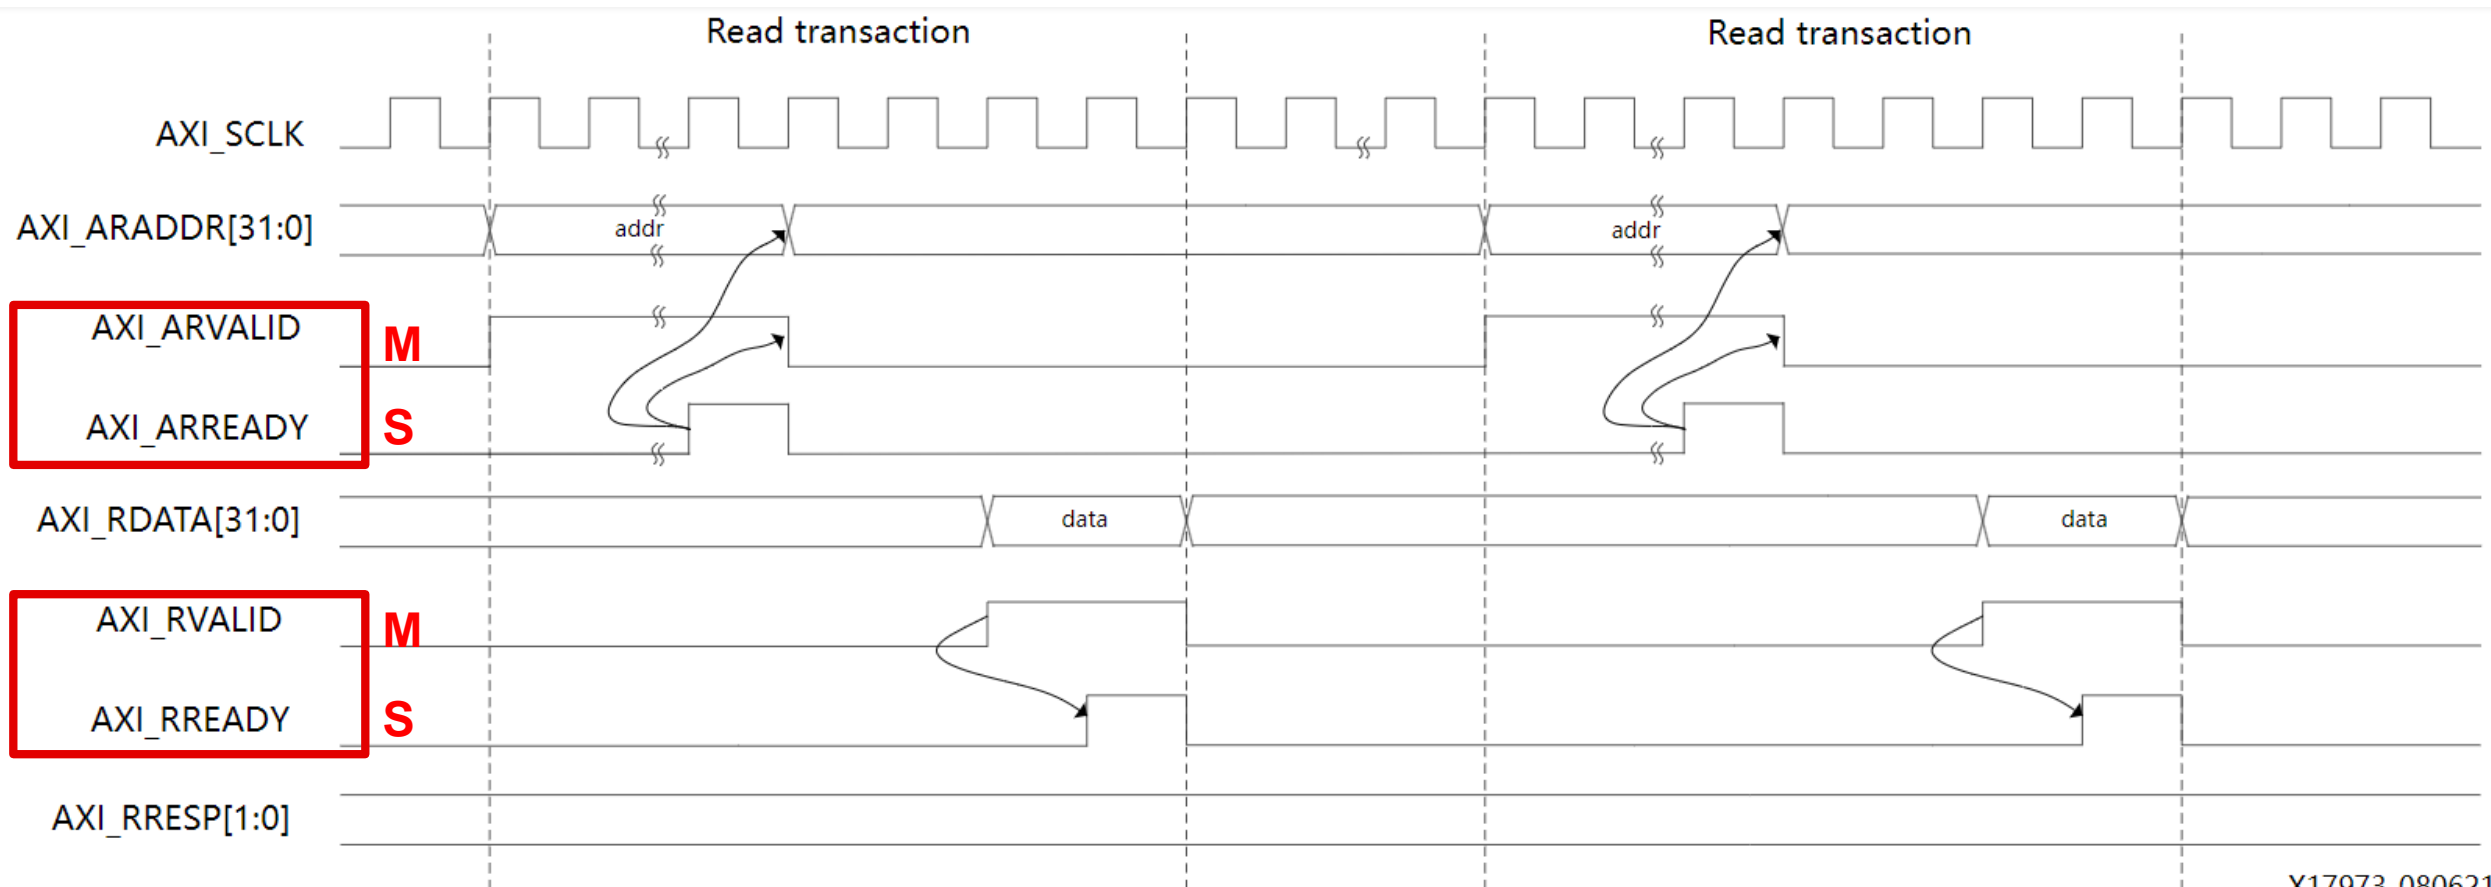 Read transaction
Read transaction
AXI_SCLK
AXI_ARADDR[31:0]
addr
addr
AXI_ARVALID
M
AXI_ARREADY
S
AXI_RDATA[31:0]
data
data
AXI_RVALID
M
AXI_RREADY
S
AXI_RRESP[1:0]
X17973_080621